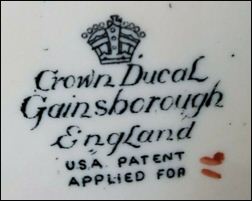 Crown Ducal
Gainsborough
England
U.S.A. PATENT
APPLIED FOR